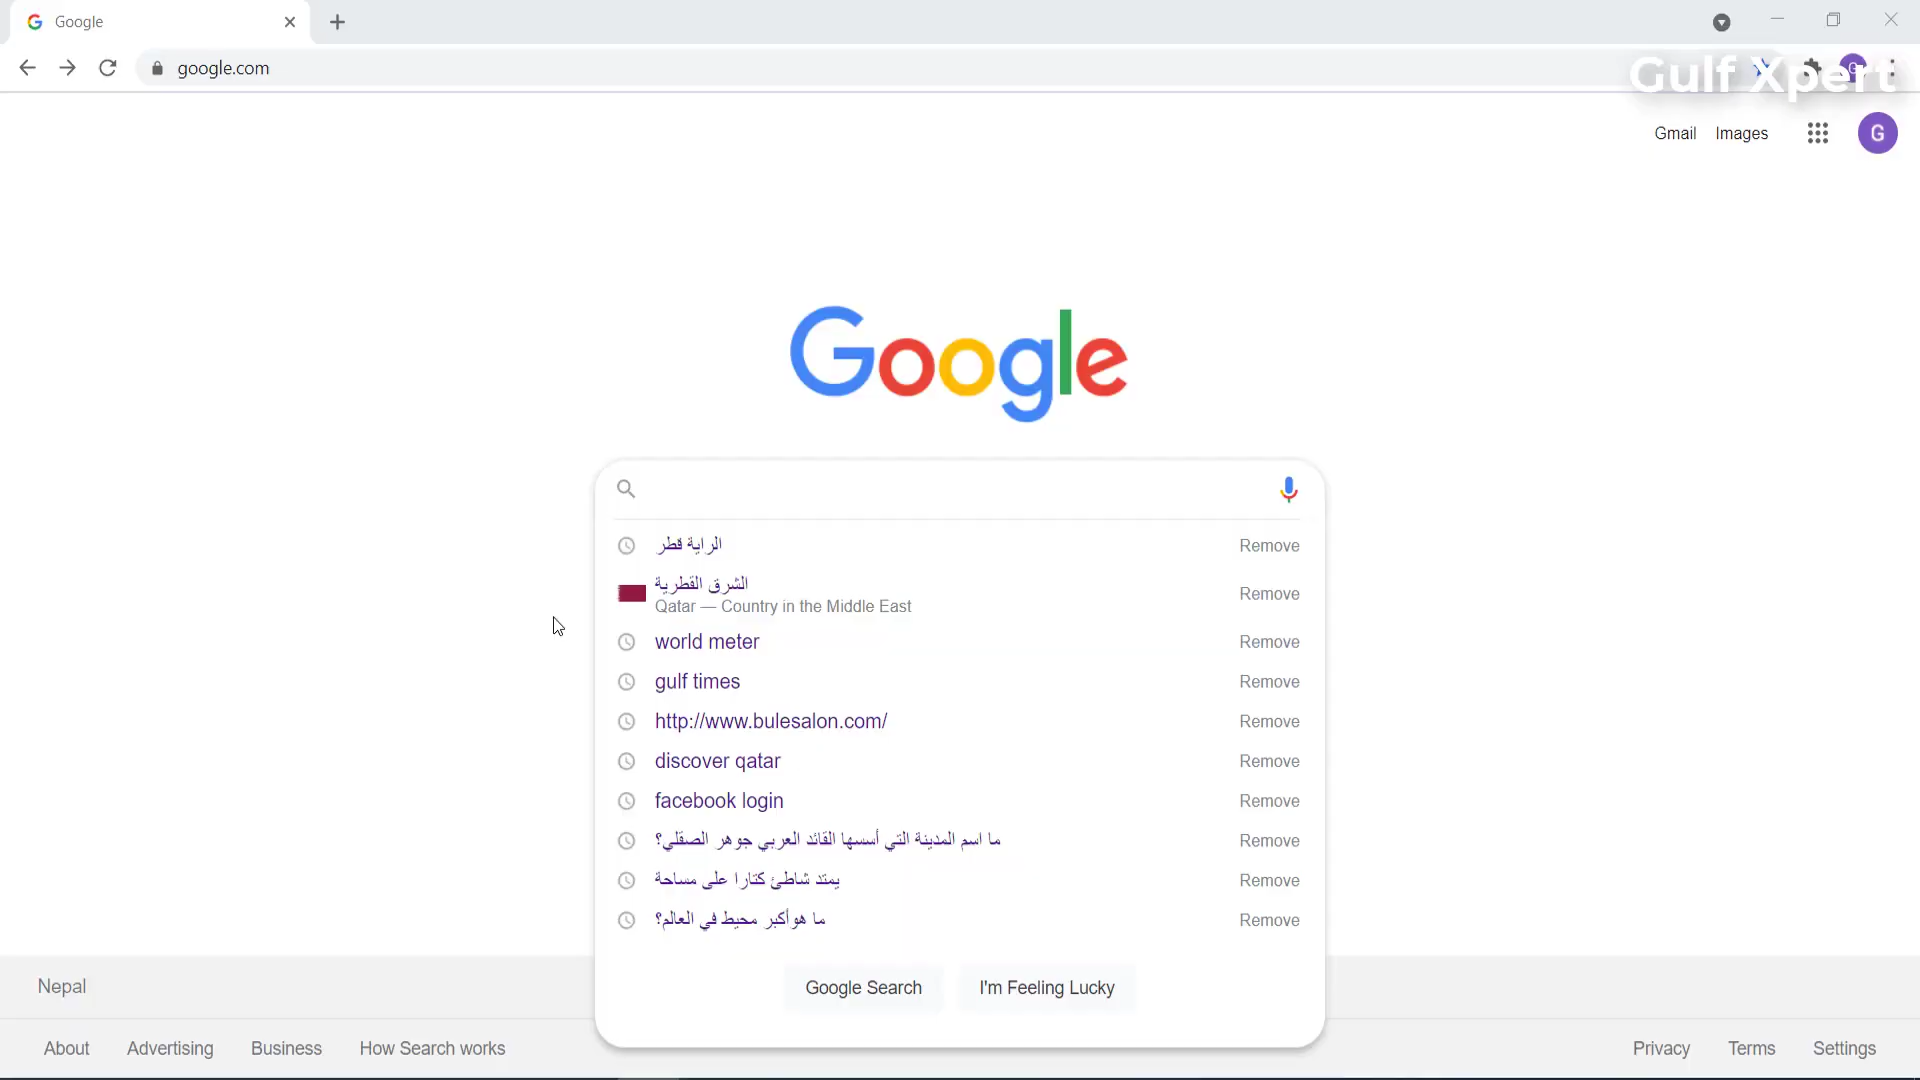 Google
google.com
Gulf Xpert
Gmail Images
G
Google
الراية قطر
Remove
الشرق القطرية
Qatar — Country in the Middle East
Remove
world meter
Remove
gulf times
Remove
http://www.bulesalon.com/
Remove
discover qatar
Remove
facebook login
Remove
ما اسم المدينة التي أسسها القائد العربي جوهر الصقلي؟
Remove
يمتد شاطئ كتارا على مساحة
Remove
ما هوأكبر محيط في العالم؟
Remove
Google Search I'm Feeling Lucky
Nepal
About Advertising Business How Search works Privacy Terms Settings